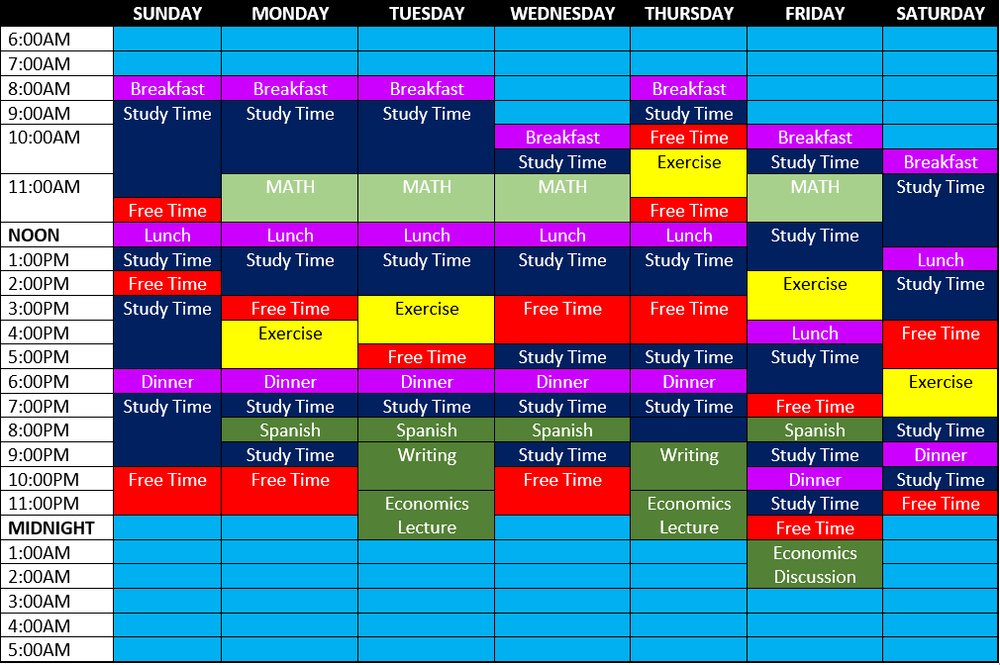 SUNDAY MONDAY TUESDAY WEDNESDAY THURSDAY FRIDAY SATURDAY
6:00AM
7:00AM
8:00AM Breakfast Breakfast Breakfast Breakfast
9:00AM Study Time Study Time Study Time Study Time
10:00AM Breakfast Free Time Breakfast
Study Time Exercise Study Time Breakfast
11:00AM MATH MATH MATH MATH Study Time
Free Time Free Time
NOON Lunch Lunch Lunch Lunch Lunch Study Time
1:00PM Study Time Study Time Study Time Study Time Study Time Lunch
2:00PM Free Time Exercise Study Time
3:00PM Study Time Free Time Exercise Free Time Free Time
4:00PM Exercise Lunch Free Time
5:00PM Free Time Study Time Study Time Study Time
6:00PM Dinner Dinner Dinner Dinner Dinner Exercise
7:00PM Study Time Study Time Study Time Study Time Study Time Free Time
8:00PM Spanish Spanish Spanish Spanish Study Time
9:00PM Study Time Writing Study Time Writing Study Time Dinner
10:00PM Free Time Free Time Free Time Dinner Study Time
11:00PM Economics Economics Study Time Free Time
MIDNIGHT Lecture Lecture Free Time
1:00AM Economics
2:00AM Discussion
3:00AM
4:00AM
5:00AM